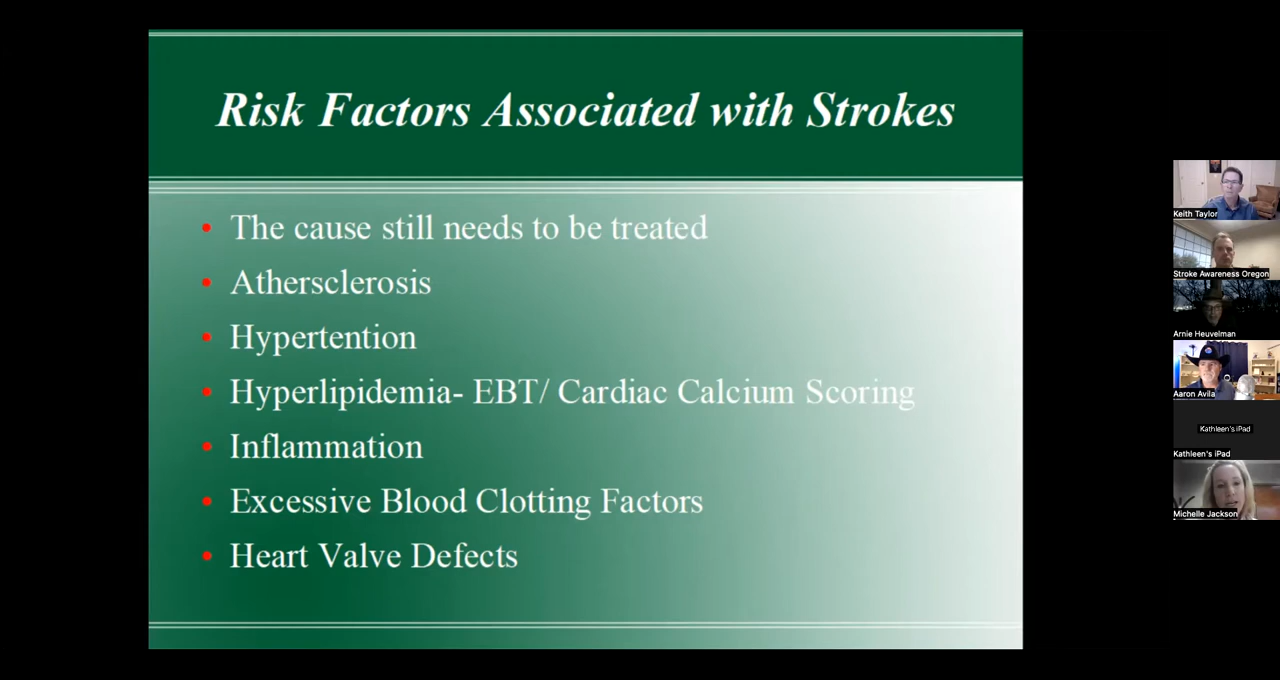 Risk Factors Associated with Strokes
The cause still needs to be treated
Athersclerosis
Hypertention
Hyperlipidemia- EBT/ Cardiac Calcium Scoring
Inflammation
Excessive Blood Clotting Factors
Heart Valve Defects
Keith Taylor
Stroke Awareness Oregon
Arnie Heuvelman
Aaron Avila
Kathleen's iPad
Kathleen's iPad
Michelle Jackson